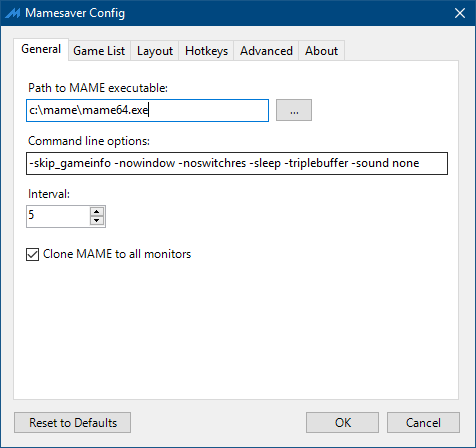 Mamesaver Config
General Game List Layout Hotkeys Advanced About
Path to MAME executable:
c:\mame\mame64.exe
...
Command line options:
-skip_gameinfo -nowindow -noswitchres -sleep -triplebuffer -sound none
Interval:
5
Clone MAME to all monitors
Reset to Defaults OK Cancel